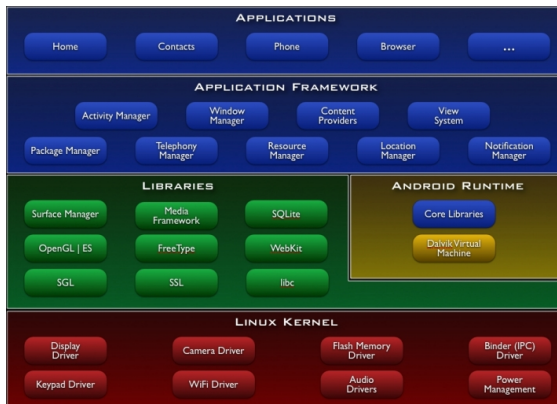 APPLICATIONS
Home
Contacts
Phone
Browser
...
APPLICATION FRAMEWORK
Activity Manager
Window
Manager
Content
Providers
View
System
Package Manager
Telephony
Manager
Resource
Manager
Location
Manager
Notification
Manager
LIBRARIES
Surface Manager
Media
Framework
SQLite
OpenGL | ES
FreeType
WebKit
SGL
SSL
libc
ANDROID RUNTIME
Core Libraries
Dalvik Virtual
Machine
LINUX KERNEL
Display
Driver
Camera Driver
Flash Memory
Driver
Binder (IPC)
Driver
Keypad Driver
WiFi Driver
Audio
Drivers
Power
Management